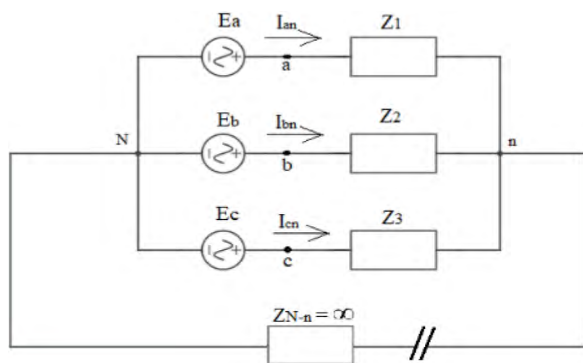 Ea Ian Z1
a
Eb Ibn Z2
N n
b
Ec Icn Z3
c
ZN-n = ∞